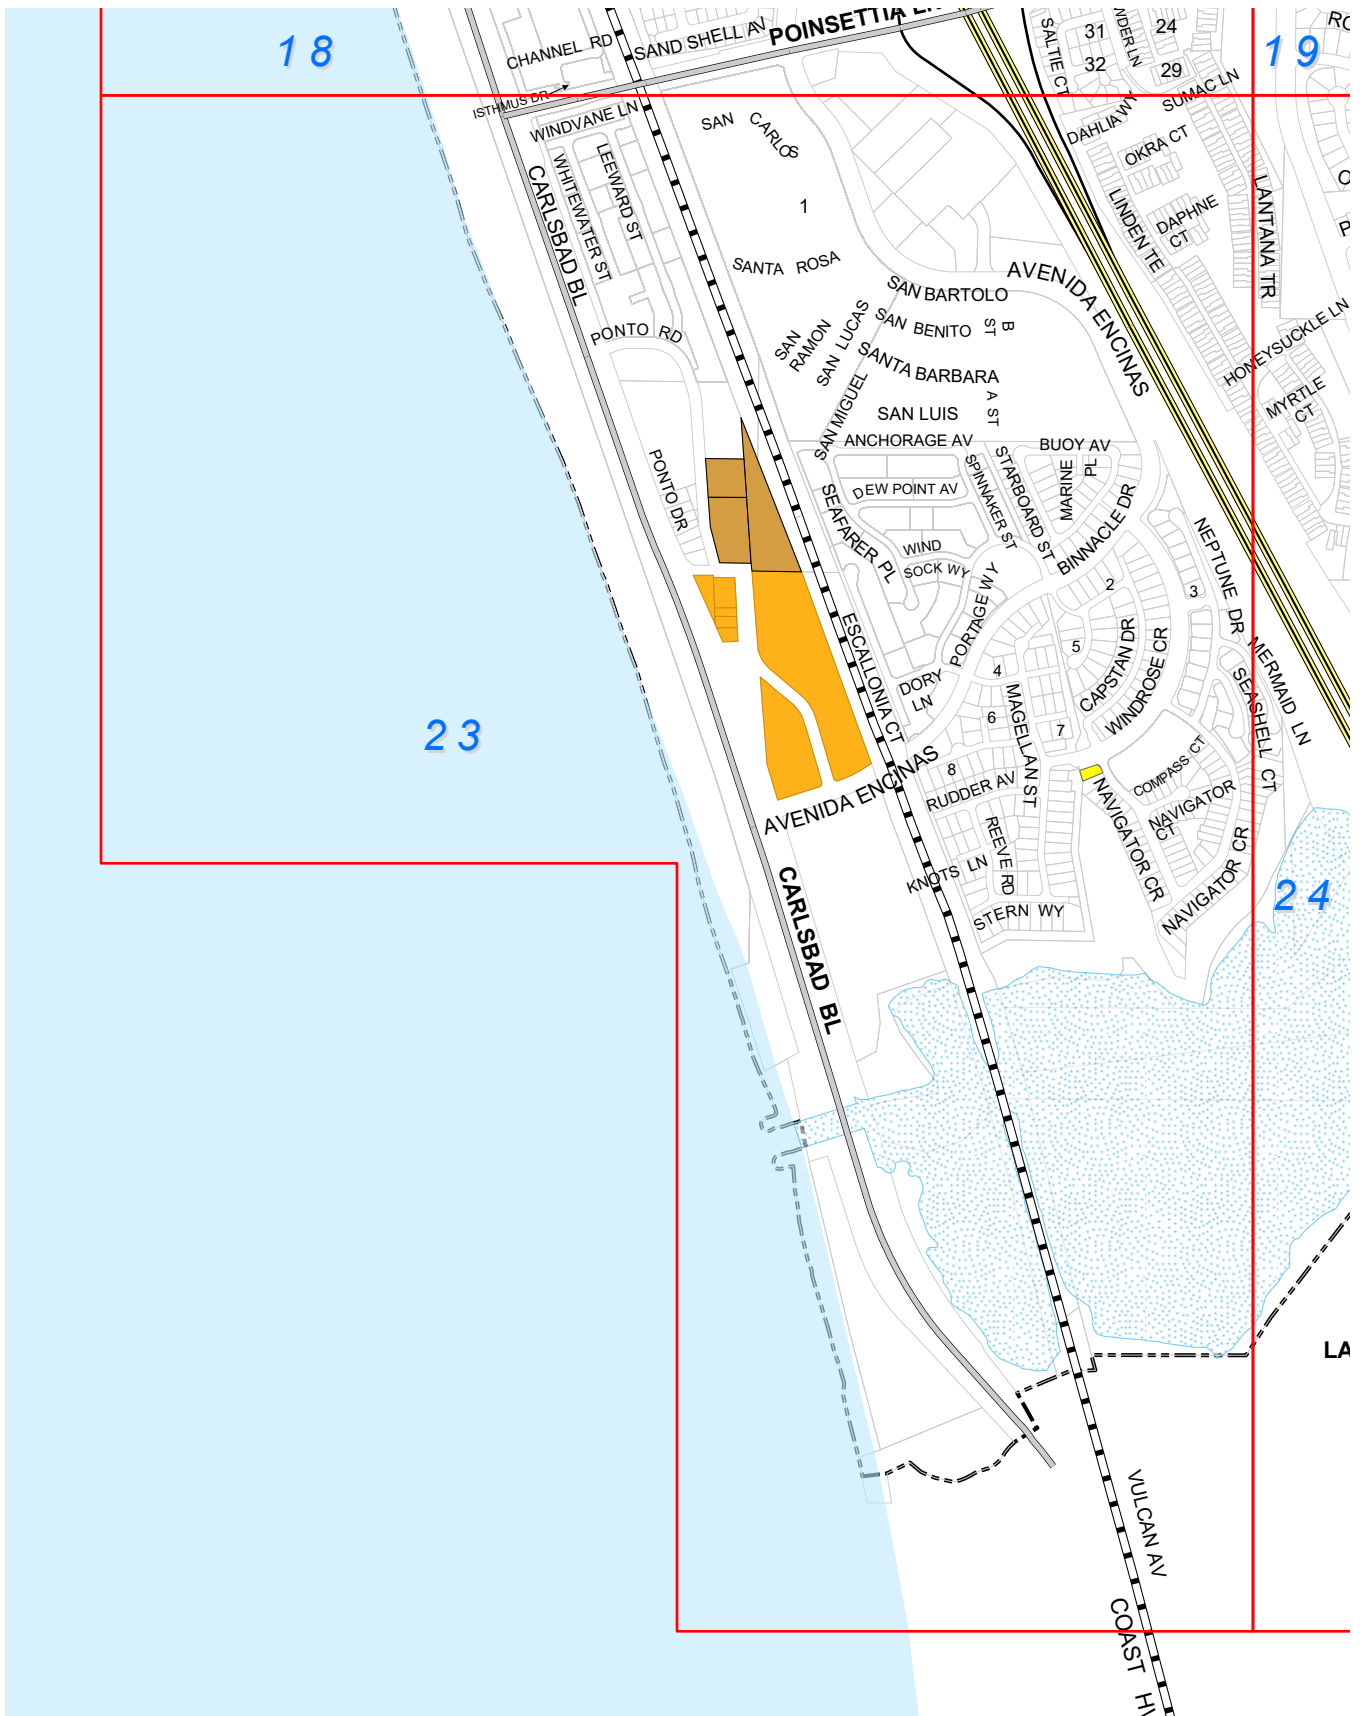 18
CHANNEL RD
SAND SHELL AV
POINSETTIA
SALTIE CT
31
32
24
29
19
ISTHMUS DR
WINDVANE LN
SAN CARLOS
DAHLIA WY
SUMAC LN
OKRA CT
WHITEWATER ST
LEEWARD ST
CARLSBAD BL
1
LINDEN TE
DAPHNE
CT
LANTANA TR
SANTA ROSA
AVENIDA ENCINAS
SAN BARTOLO
SAN BENITO
B
ST
PONTO RD
SAN
RAMON
SAN LUCAS
SANTA BARBARA
HONEYSUCKLE LN
MYRTLE
CT
SAN MIGUEL
SAN LUIS
A ST
ANCHORAGE AV
BUOY AV
PONTO DR
SEAFARER PL
DEW POINT AV
SPINNAKER ST
STARBOARD ST
MARINE
PL
BINNACLE DR
WIND
SOCK WY
NEPTUNE DR
2
3
PORTAGE WY
ESCALLONIA CT
5
CAPSTAN DR
WINDROSE CR
MERMAID LN
4
DORY
LN
MAGELLAN ST
SEASHELL CT
6
7
23
8
AVENIDA ENCINAS
RUDDER AV
COMPASS CT
NAVIGATOR
CT
NAVIGATOR CR
REEVE RD
KNOTS LN
NAVIGATOR CR
STERN WY
24
CARLSBAD BL
LA
VULCAN AV
COAST